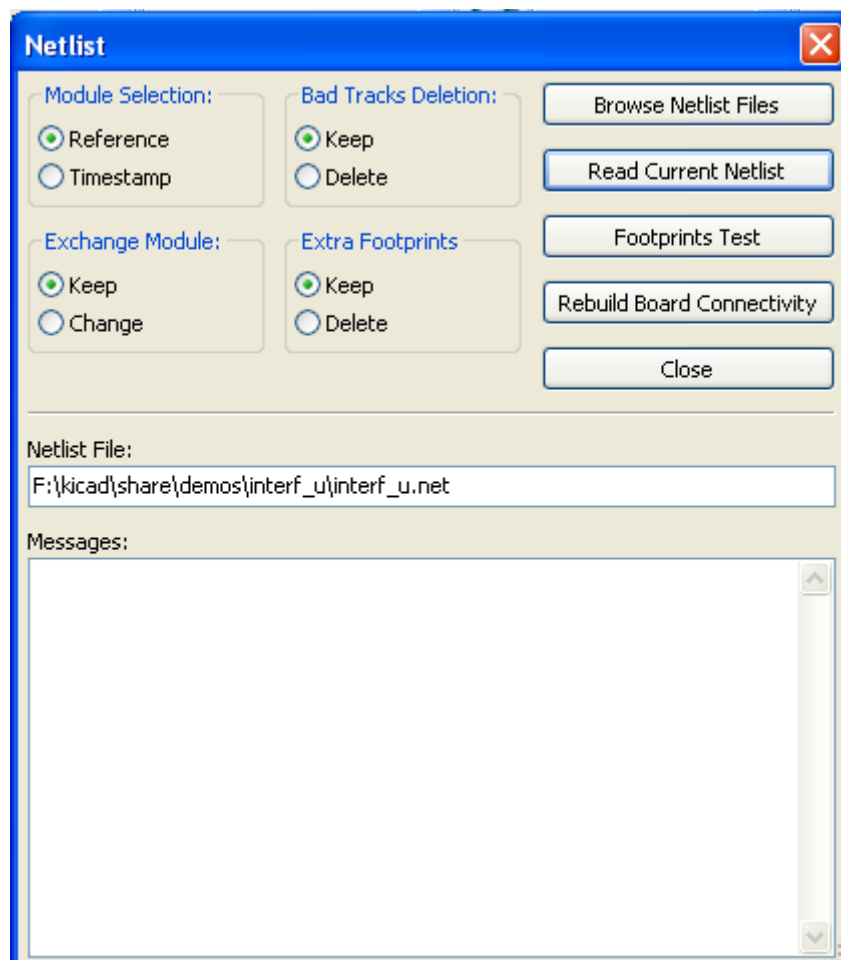 Netlist
Module Selection:
Reference
Timestamp
Bad Tracks Deletion:
Keep
Delete
Browse Netlist Files
Read Current Netlist
Exchange Module:
Keep
Change
Extra Footprints
Keep
Delete
Footprints Test
Rebuild Board Connectivity
Close
Netlist File:
F:\kicad\share\demos\interf_u\interf_u.net
Messages: